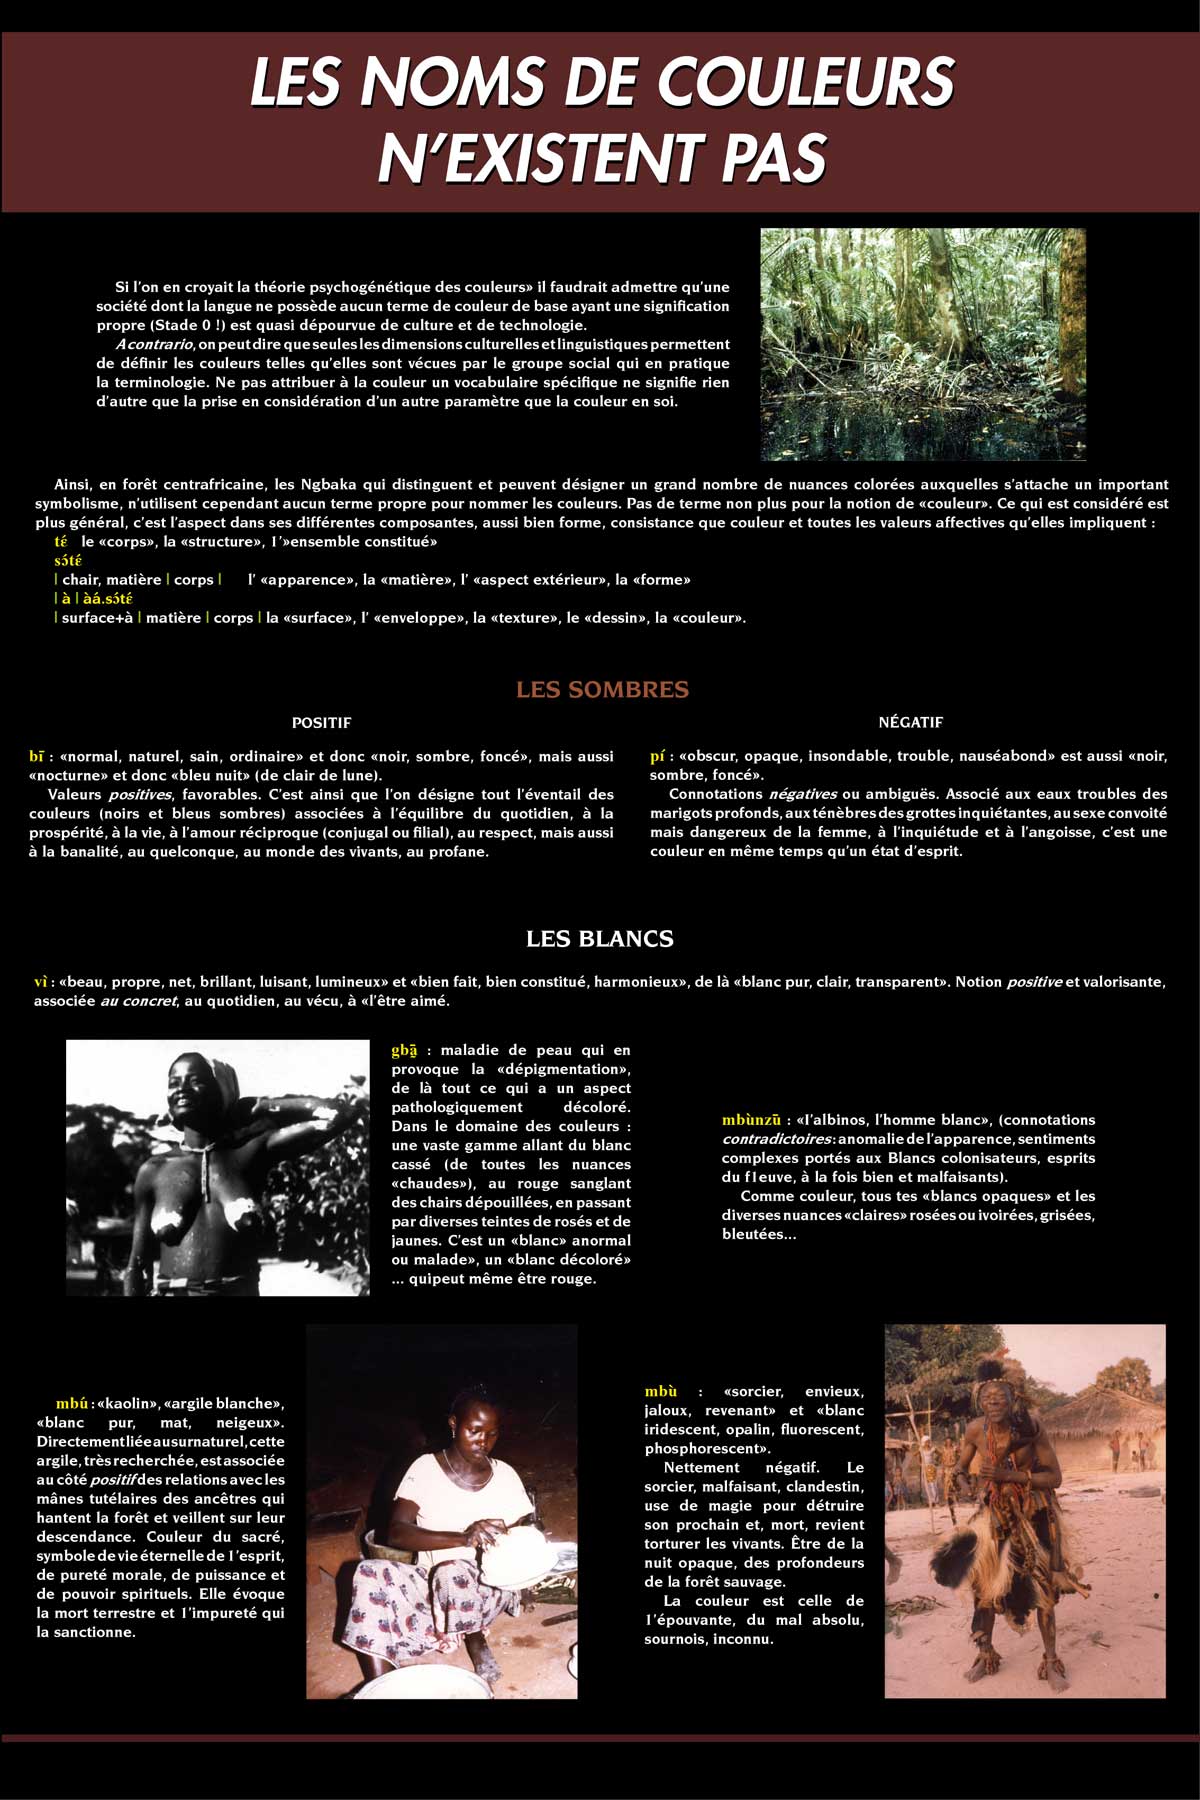 LES NOMS DE COULEURS
N’EXISTENT PAS
Si l’on en croyait la théorie psychogénétique des couleurs» il faudrait admettre qu’une
société dont la langue ne possède aucun terme de couleur de base ayant une signification
propre (Stade 0 !) est quasi dépourvue de culture et de technologie.
A contrario, on peut dire que seules les dimensions culturelles et linguistiques permettent
de définir les couleurs telles qu’elles sont vécues par le groupe social qui en pratique
la terminologie. Ne pas attribuer à la couleur un vocabulaire spécifique ne signifie rien
d’autre que la prise en considération d’un autre paramètre que la couleur en soi.
Ainsi, en forêt centrafricaine, les Ngbaka qui distinguent et peuvent désigner un grand nombre de nuances colorées auxquelles s’attache un important
symbolisme, n’utilisent cependant aucun terme propre pour nommer les couleurs. Pas de terme non plus pour la notion de «couleur». Ce qui est considéré est
plus général, c’est l’aspect dans ses différentes composantes, aussi bien forme, consistance que couleur et toutes les valeurs affectives qu’elles impliquent :
tɛ́ le «corps», la «structure», 1’»ensemble constitué»
sɔ́tɛ́
| chair, matière | corps | l’ «apparence», la «matière», l’ «aspect extérieur», la «forme»
| à | àá.sɔ́tɛ́
| surface+à | matière | corps | la «surface», l’ «enveloppe», la «texture», le «dessin», la «couleur».
LES SOMBRES
POSITIF
bī : «normal, naturel, sain, ordinaire» et donc «noir, sombre, foncé», mais aussi
«nocturne» et donc «bleu nuit» (de clair de lune).
Valeurs positives, favorables. C’est ainsi que l’on désigne tout l’éventail des
couleurs (noirs et bleus sombres) associées à l’équilibre du quotidien, à la
prospérité, à la vie, à l’amour réciproque (conjugal ou filial), au respect, mais aussi
à la banalité, au quelconque, au monde des vivants, au profane.
NÉGATIF
pí : «obscur, opaque, insondable, trouble, nauséabond» est aussi «noir,
sombre, foncé».
Connotations négatives ou ambiguës. Associé aux eaux troubles des
marigots profonds, aux ténèbres des grottes inquiétantes, au sexe convoité
mais dangereux de la femme, à l’inquiétude et à l’angoisse, c’est une
couleur en même temps qu’un état d’esprit.
LES BLANCS
vì : «beau, propre, net, brillant, luisant, lumineux» et «bien fait, bien constitué, harmonieux», de là «blanc pur, clair, transparent». Notion positive et valorisante,
associée au concret, au quotidien, au vécu, à «l’être aimé.
gbā̰ : maladie de peau qui en
provoque la «dépigmentation»,
de là tout ce qui a un aspect
pathologiquement décoloré.
Dans le domaine des couleurs :
une vaste gamme allant du blanc
cassé (de toutes les nuances
«chaudes»), au rouge sanglant
des chairs dépouillées, en passant
par diverses teintes de rosés et de
jaunes. C’est un «blanc» anormal
ou malade», un «blanc décoloré»
... quipeut même être rouge.
mbùnzū : «l’albinos, l’homme blanc», (connotations
contradictoires : anomalie de l’apparence, sentiments
complexes portés aux Blancs colonisateurs, esprits
du f1euve, à la fois bien et malfaisants).
Comme couleur, tous tes «blancs opaques» et les
diverses nuances «claires» rosées ou ivoirées, grisées,
bleutées...
mbú : «kaolin», «argile blanche»,
«blanc pur, mat, neigeux».
Directement liée au surnaturel, cette
argile, très recherchée, est associée
au côté positif des relations avec les
mânes tutélaires des ancêtres qui
hantent la forêt et veillent sur leur
descendance. Couleur du sacré,
symbole de vie éternelle de 1’esprit,
de pureté morale, de puissance et
de pouvoir spirituels. Elle évoque
la mort terrestre et 1’impureté qui
la sanctionne.
mbù : «sorcier, envieux,
jaloux, revenant» et «blanc
iridescent, opalin, fluorescent,
phosphorescent».
Nettement négatif. Le
sorcier, malfaisant, clandestin,
use de magie pour détruire
son prochain et, mort, revient
torturer les vivants. Être de la
nuit opaque, des profondeurs
de la forêt sauvage.
La couleur est celle de
1’épouvante, du mal absolu,
sournois, inconnu.